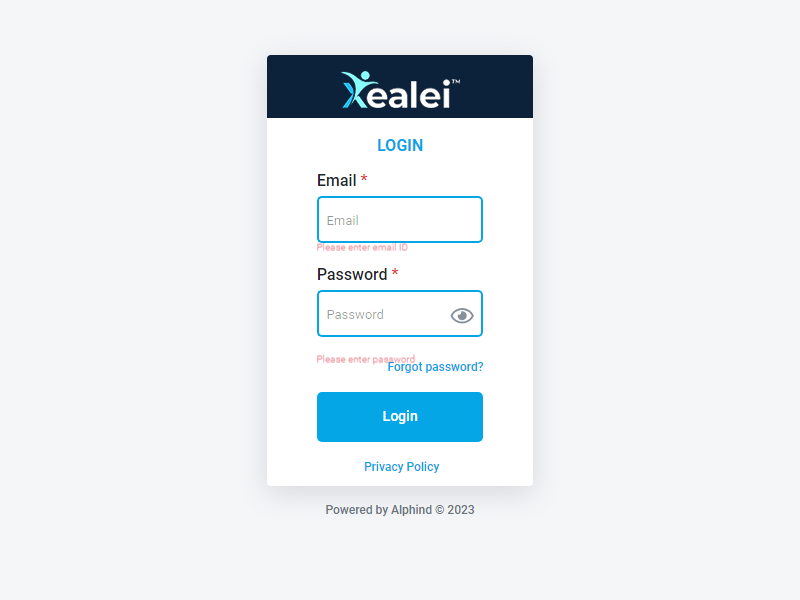 Xealei™
LOGIN
Email *
Email
Please enter email ID
Password *
Password
Please enter password
Forgot password?
Login
Privacy Policy
Powered by Alphind © 2023